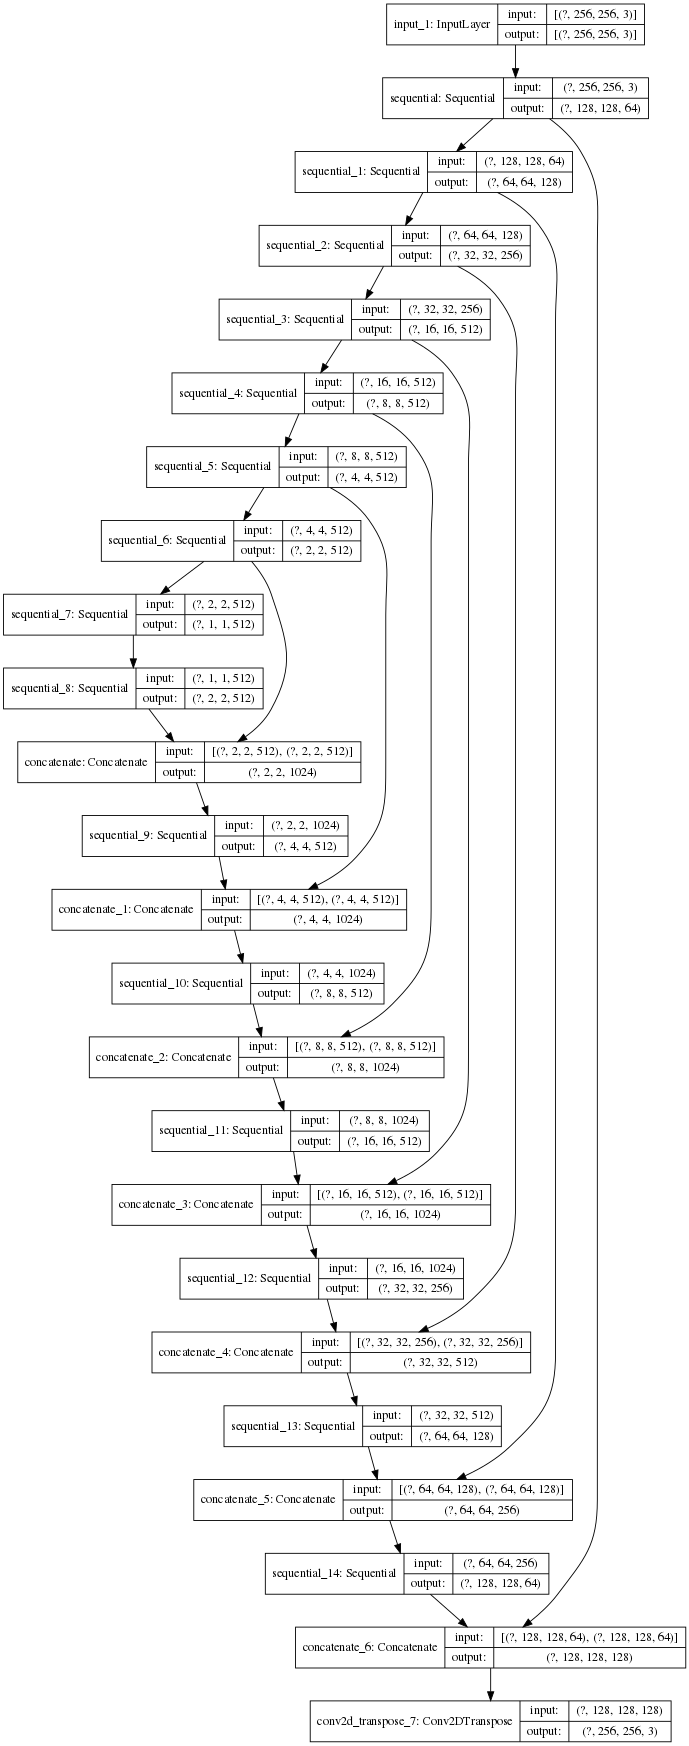 input_1: InputLayer
input: [(?, 256, 256, 3)]
output: [(?, 256, 256, 3)]
sequential: Sequential
input: (?, 256, 256, 3)
output: (?, 128, 128, 64)
sequential_1: Sequential
input: (?, 128, 128, 64)
output: (?, 64, 64, 128)
sequential_2: Sequential
input: (?, 64, 64, 128)
output: (?, 32, 32, 256)
sequential_3: Sequential
input: (?, 32, 32, 256)
output: (?, 16, 16, 512)
sequential_4: Sequential
input: (?, 16, 16, 512)
output: (?, 8, 8, 512)
sequential_5: Sequential
input: (?, 8, 8, 512)
output: (?, 4, 4, 512)
sequential_6: Sequential
input: (?, 4, 4, 512)
output: (?, 2, 2, 512)
sequential_7: Sequential
input: (?, 2, 2, 512)
output: (?, 1, 1, 512)
sequential_8: Sequential
input: (?, 1, 1, 512)
output: (?, 2, 2, 512)
concatenate: Concatenate
input: [(?, 2, 2, 512), (?, 2, 2, 512)]
output: (?, 2, 2, 1024)
sequential_9: Sequential
input: (?, 2, 2, 1024)
output: (?, 4, 4, 512)
concatenate_1: Concatenate
input: [(?, 4, 4, 512), (?, 4, 4, 512)]
output: (?, 4, 4, 1024)
sequential_10: Sequential
input: (?, 4, 4, 1024)
output: (?, 8, 8, 512)
concatenate_2: Concatenate
input: [(?, 8, 8, 512), (?, 8, 8, 512)]
output: (?, 8, 8, 1024)
sequential_11: Sequential
input: (?, 8, 8, 1024)
output: (?, 16, 16, 512)
concatenate_3: Concatenate
input: [(?, 16, 16, 512), (?, 16, 16, 512)]
output: (?, 16, 16, 1024)
sequential_12: Sequential
input: (?, 16, 16, 1024)
output: (?, 32, 32, 256)
concatenate_4: Concatenate
input: [(?, 32, 32, 256), (?, 32, 32, 256)]
output: (?, 32, 32, 512)
sequential_13: Sequential
input: (?, 32, 32, 512)
output: (?, 64, 64, 128)
concatenate_5: Concatenate
input: [(?, 64, 64, 128), (?, 64, 64, 128)]
output: (?, 64, 64, 256)
sequential_14: Sequential
input: (?, 64, 64, 256)
output: (?, 128, 128, 64)
concatenate_6: Concatenate
input: [(?, 128, 128, 64), (?, 128, 128, 64)]
output: (?, 128, 128, 128)
conv2d_transpose_7: Conv2DTranspose
input: (?, 128, 128, 128)
output: (?, 256, 256, 3)